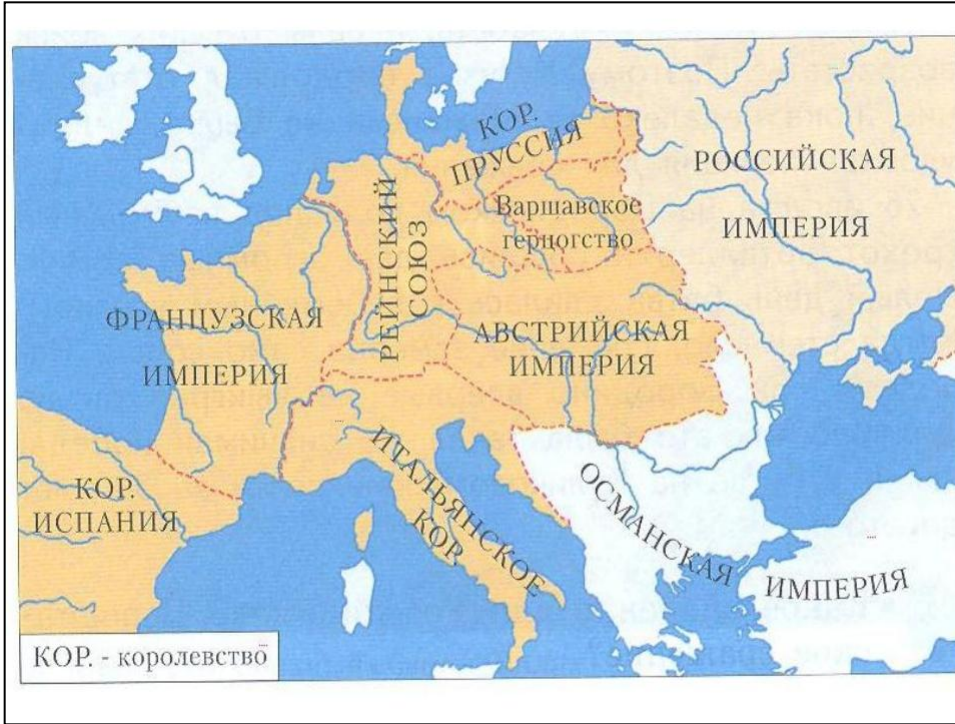 КОР.
ПРУССИЯ
РОССИЙСКАЯ
ИМПЕРИЯ
Варшавское
герцогство
РЕЙНСКИЙ
СОЮЗ
ФРАНЦУЗСКАЯ
ИМПЕРИЯ
АВСТРИЙСКАЯ
ИМПЕРИЯ
КОР.
ИСПАНИЯ
ИТАЛЬЯНСКОЕ
КОР.
ОСМАНСКАЯ
ИМПЕРИЯ
КОР. - королевство